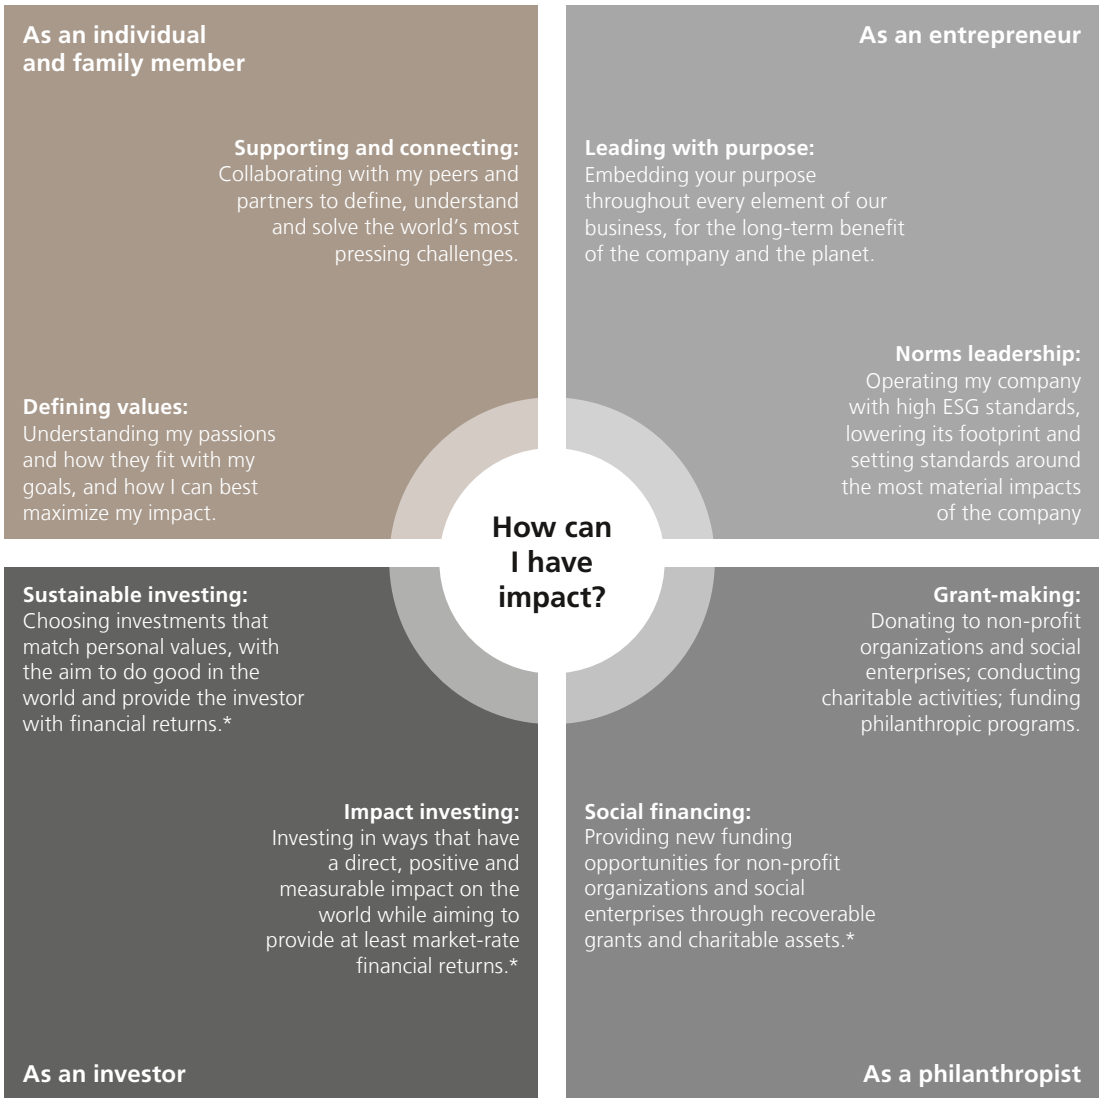 As an individual
and family member
Supporting and connecting:
Collaborating with my peers and
partners to define, understand
and solve the world's most
pressing challenges.
Defining values:
Understanding my passions
and how they fit with my
goals, and how I can best
maximize my impact.
As an entrepreneur
Leading with purpose:
Embedding your purpose
throughout every element of our
business, for the long-term benefit
of the company and the planet.
Norms leadership:
Operating my company
with high ESG standards,
lowering its footprint and
setting standards around
the most material impacts
of the company
How can
I have
impact?
Sustainable investing:
Choosing investments that
match personal values, with
the aim to do good in the
world and provide the investor
with financial returns.*
Impact investing:
Investing in ways that have
a direct, positive and
measurable impact on the
world while aiming to
provide at least market-rate
financial returns.*
As an investor
Grant-making:
Donating to non-profit
organizations and social
enterprises; conducting
charitable activities; funding
philanthropic programs.
Social financing:
Providing new funding
opportunities for non-profit
organizations and social
enterprises through recoverable
grants and charitable assets.*
As a philanthropist